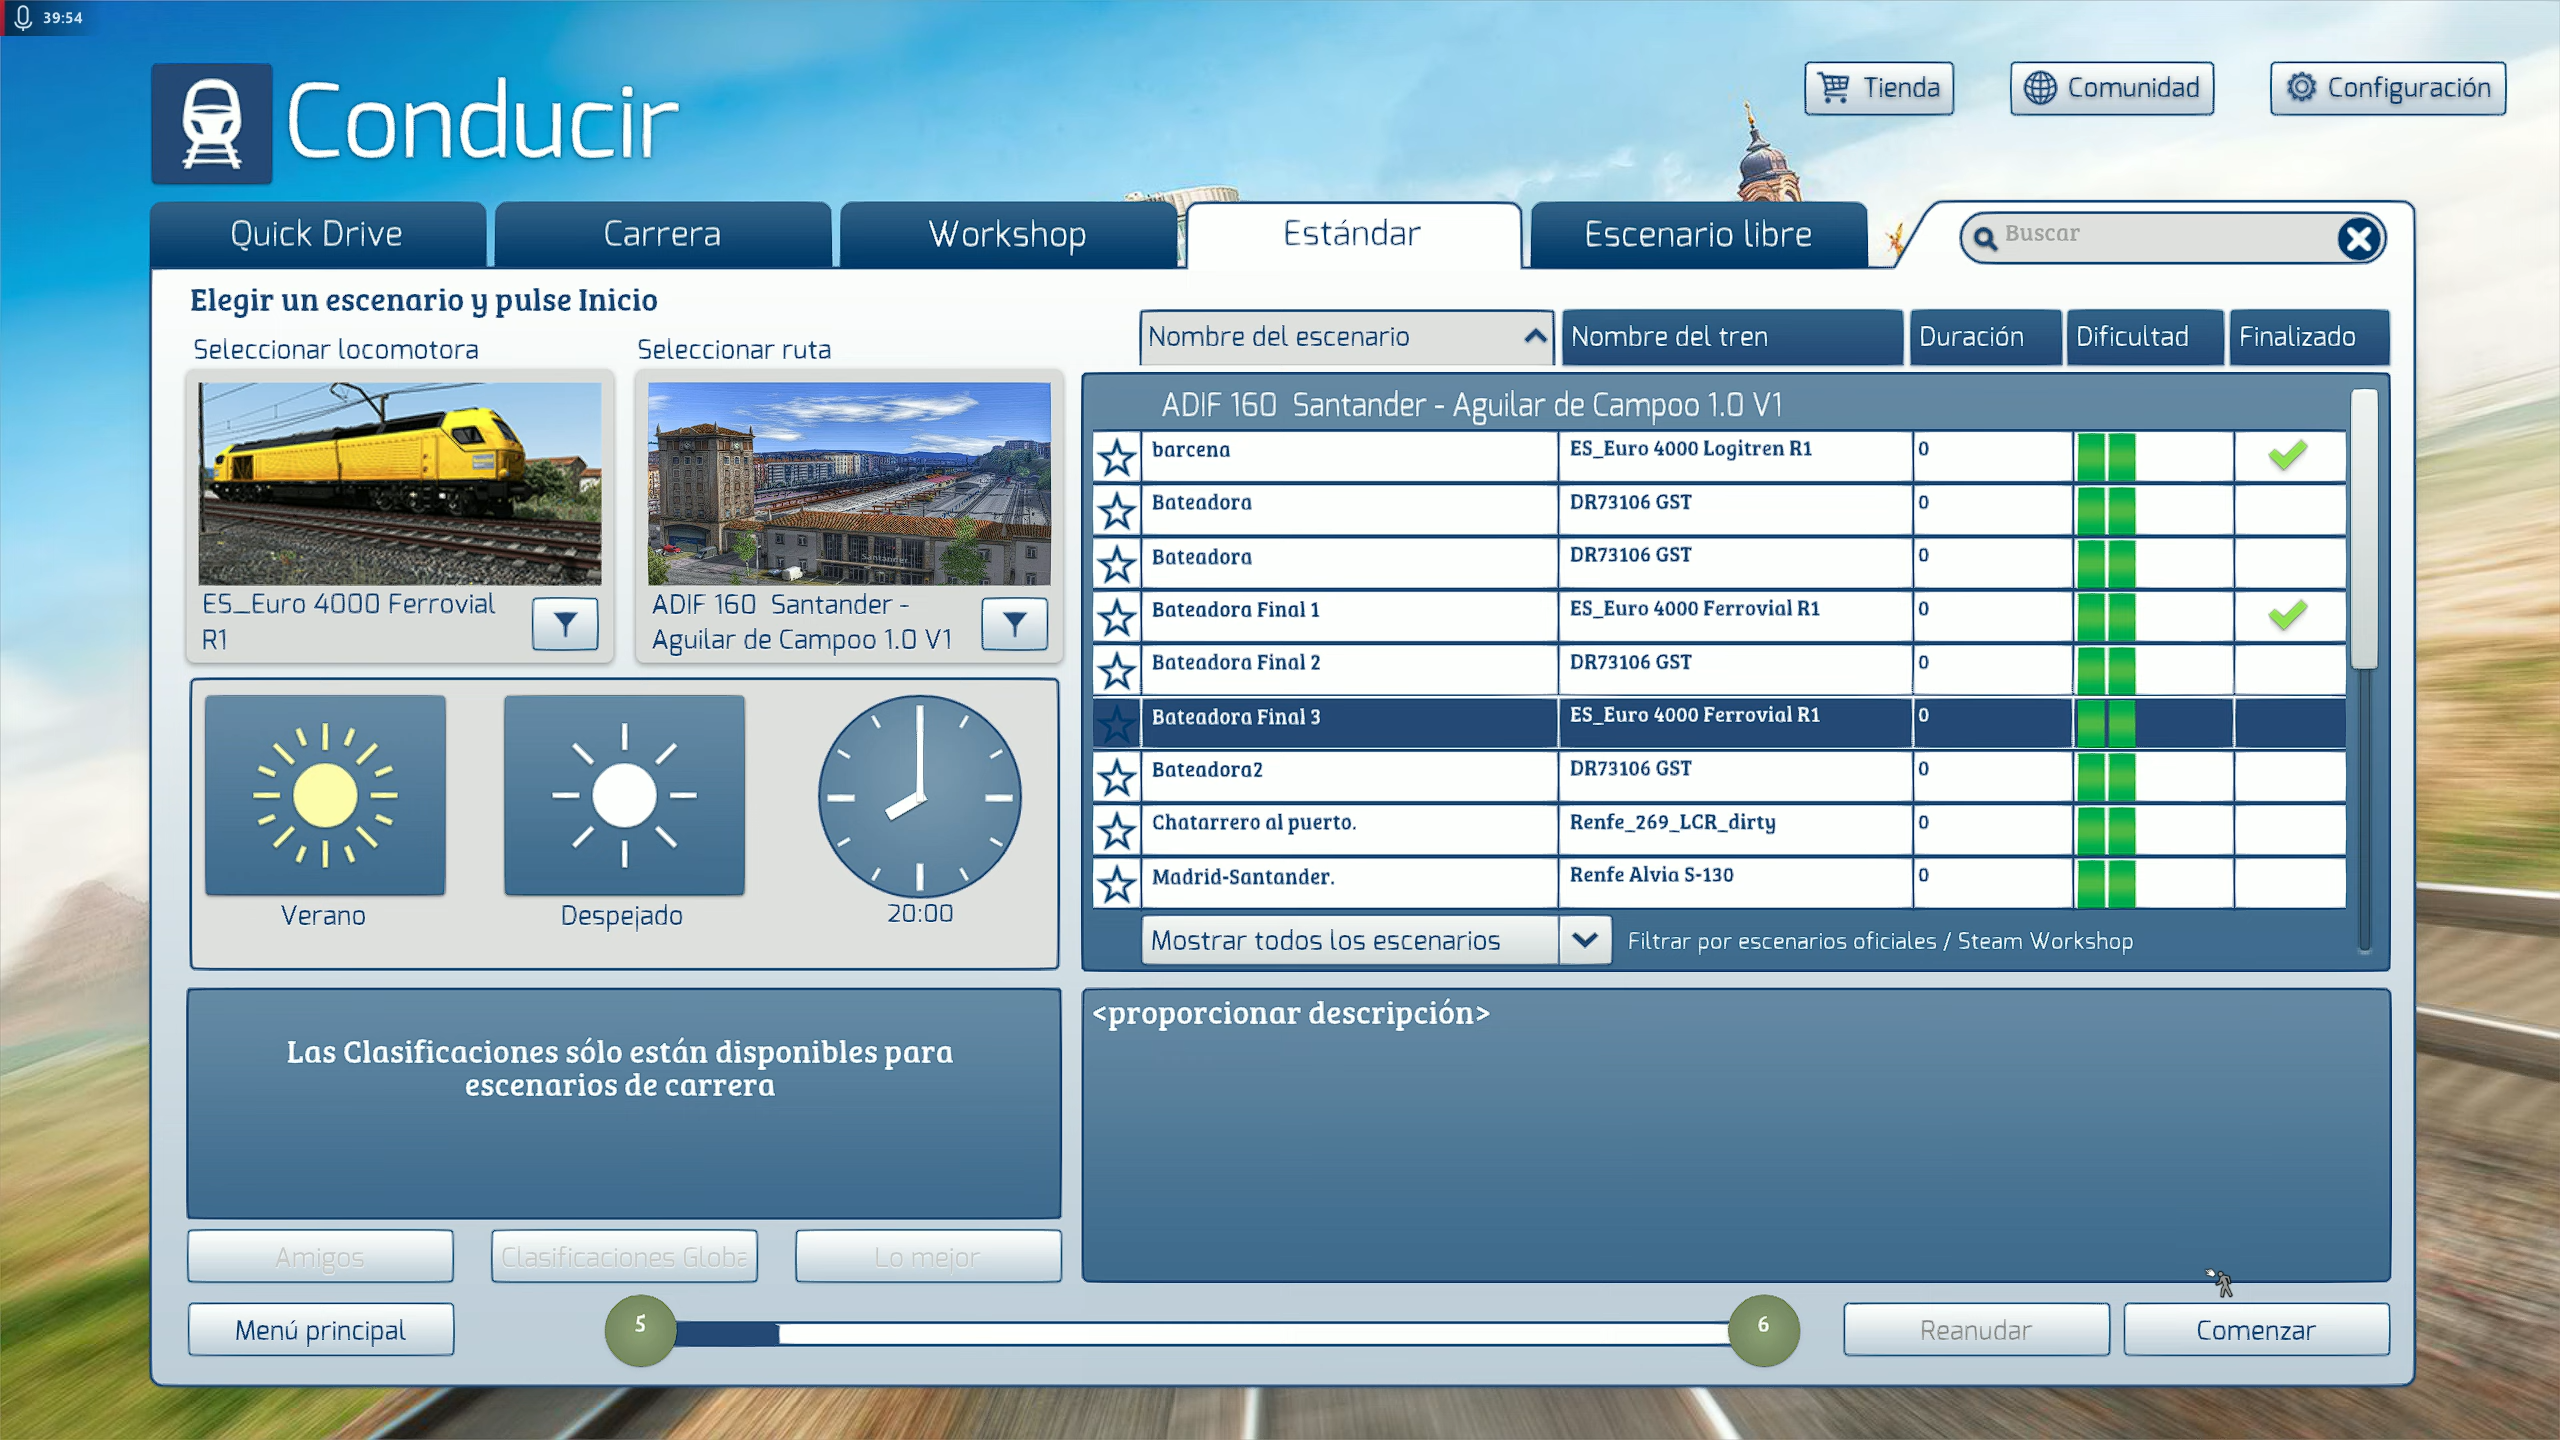 39:54
Conducir
Tienda
Comunidad
Configuración
Quick Drive
Carrera
Workshop
Estándar
Escenario libre
Buscar
Elegir un escenario y pulse Inicio
Seleccionar locomotora
Seleccionar ruta
ES_Euro 4000 Ferrovial
R1
ADIF 160 Santander -
Aguilar de Campoo 1.0 V1
Verano
Despejado
20:00
Nombre del escenario
Nombre del tren
Duración
Dificultad
Finalizado
ADIF 160 Santander - Aguilar de Campoo 1.0 V1
barcena ES_Euro 4000 Logitren R1 0
Bateadora DR73106 GST 0
Bateadora DR73106 GST 0
Bateadora Final 1 ES_Euro 4000 Ferrovial R1 0
Bateadora Final 2 DR73106 GST 0
Bateadora Final 3 ES_Euro 4000 Ferrovial R1 0
Bateadora2 DR73106 GST 0
Chatarrero al puerto. Renfe_269_LCR_dirty 0
Madrid-Santander. Renfe Alvia S-130 0
Mostrar todos los escenarios
Filtrar por escenarios oficiales / Steam Workshop
Las Clasificaciones sólo están disponibles para
escenarios de carrera
<proporcionar descripción>
Amigos
Clasificaciones Globa
Lo mejor
Menú principal
5
6
Reanudar
Comenzar